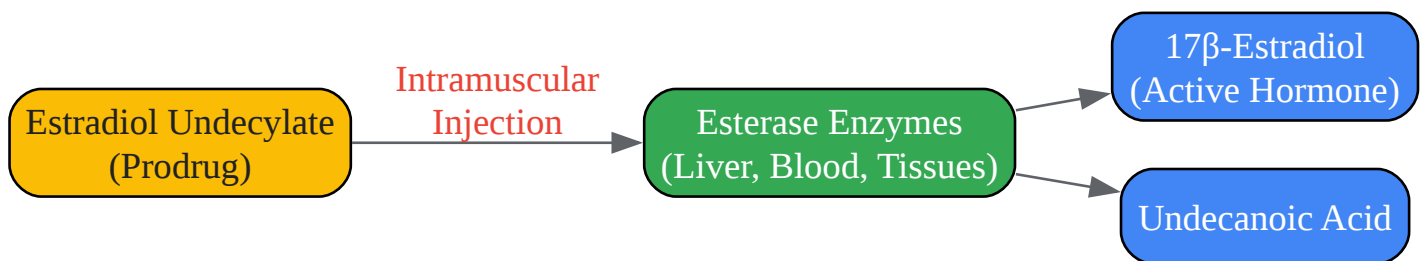 Estradiol Undecylate
(Prodrug)
Intramuscular
Injection
Esterase Enzymes
(Liver, Blood, Tissues)
17β-Estradiol
(Active Hormone)
Undecanoic Acid